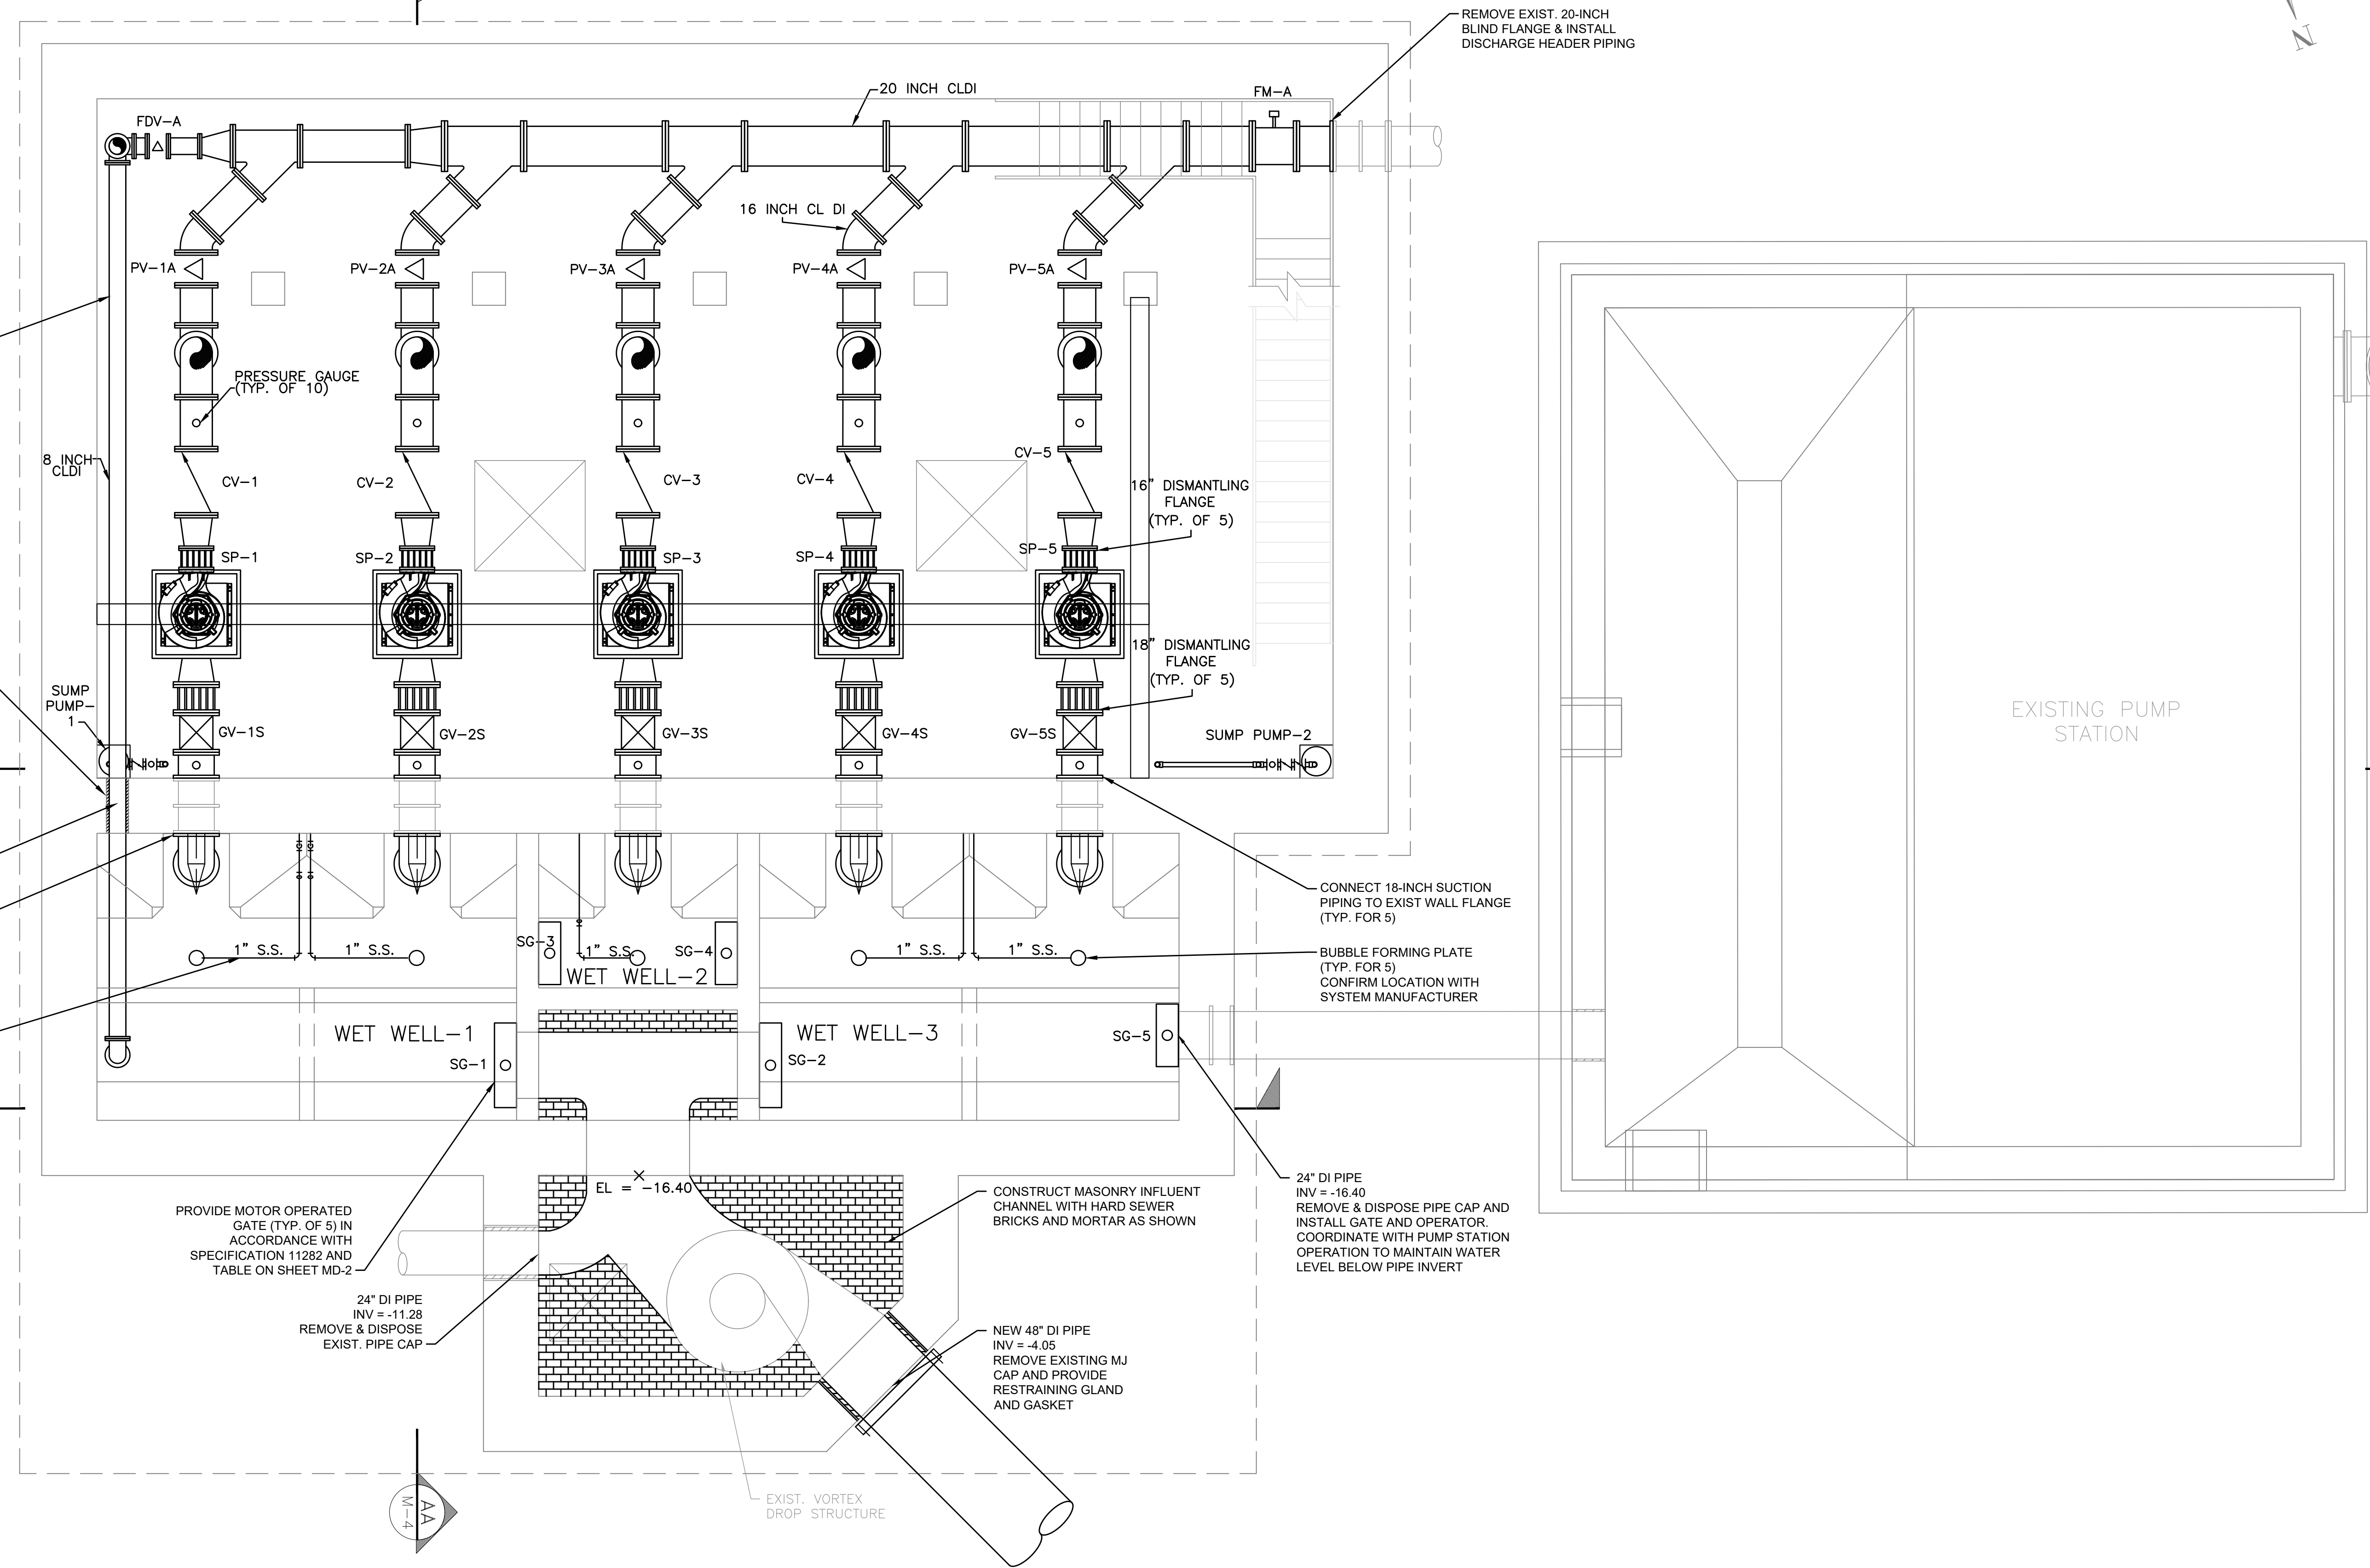 REMOVE EXIST. 20-INCH
BLIND FLANGE & INSTALL
DISCHARGE HEADER PIPING
N
20 INCH CLDI
FM-A
FDV-A
16 INCH CL DI
PV-1A
PV-2A
PV-3A
PV-4A
PV-5A
PRESSURE GAUGE
(TYP. OF 10)
8 INCH
CLDI
CV-1
CV-2
CV-3
CV-4
CV-5
16" DISMANTLING
FLANGE
(TYP. OF 5)
SP-1
SP-2
SP-3
SP-4
SP-5
18" DISMANTLING
FLANGE
(TYP. OF 5)
SUMP
PUMP-
1
GV-1S
GV-2S
GV-3S
GV-4S
GV-5S
SUMP PUMP-2
EXISTING PUMP
STATION
CONNECT 18-INCH SUCTION
PIPING TO EXIST WALL FLANGE
(TYP. FOR 5)
1" S.S.
1" S.S.
SG-3
1" S.S.
SG-4
1" S.S.
1" S.S.
BUBBLE FORMING PLATE
(TYP. FOR 5)
CONFIRM LOCATION WITH
SYSTEM MANUFACTURER
WET WELL-2
WET WELL-1
WET WELL-3
SG-1
SG-2
SG-5
EL = -16.40
PROVIDE MOTOR OPERATED
GATE (TYP. OF 5) IN
ACCORDANCE WITH
SPECIFICATION 11282 AND
TABLE ON SHEET MD-2
CONSTRUCT MASONRY INFLUENT
CHANNEL WITH HARD SEWER
BRICKS AND MORTAR AS SHOWN
24" DI PIPE
INV = -16.40
REMOVE & DISPOSE PIPE CAP AND
INSTALL GATE AND OPERATOR.
COORDINATE WITH PUMP STATION
OPERATION TO MAINTAIN WATER
LEVEL BELOW PIPE INVERT
24" DI PIPE
INV = -11.28
REMOVE & DISPOSE
EXIST. PIPE CAP
NEW 48" DI PIPE
INV = -4.05
REMOVE EXISTING MJ
CAP AND PROVIDE
RESTRAINING GLAND
AND GASKET
EXIST. VORTEX
DROP STRUCTURE
AA
M-4